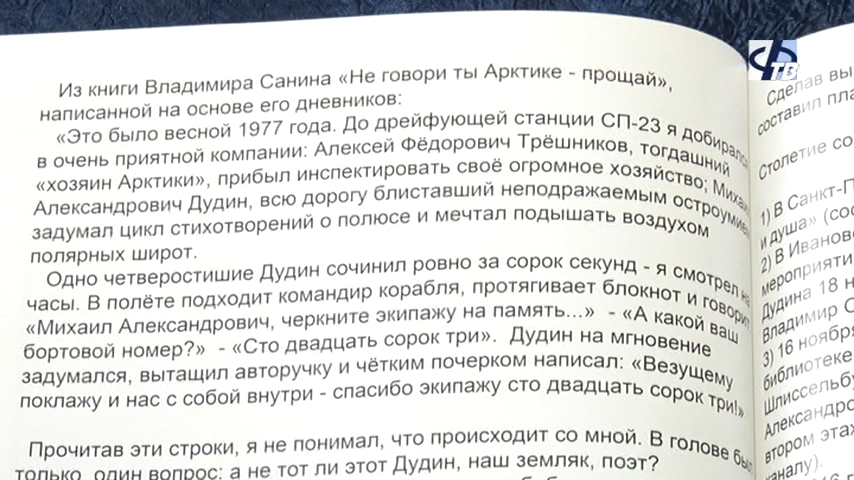 Из книги Владимира Санина «Не говори ты Арктике - прощай»,
написанной на основе его дневников:
«Это было весной 1977 года. До дрейфующей станции СП-23 я добирался
в очень приятной компании: Алексей Фёдорович Трёшников, тогдашний
«хозяин Арктики», прибыл инспектировать своё огромное хозяйство; Михаил
Александрович Дудин, всю дорогу блиставший неподражаемым остроумием
задумал цикл стихотворений о полюсе и мечтал подышать воздухом
полярных широт.
Одно четверостишие Дудин сочинил ровно за сорок секунд - я смотрел на
часы. В полёте подходит командир корабля, протягивает блокнот и говорит
«Михаил Александрович, черкните экипажу на память...» - «А какой ваш
бортовой номер?» - «Сто двадцать сорок три». Дудин на мгновение
задумался, вытащил авторучку и чётким почерком написал: «Везущему
поклажу и нас с собой внутри - спасибо экипажу сто двадцать сорок три!»
Прочитав эти строки, я не понимал, что происходит со мной. В голове был
только один вопрос: а не тот ли этот Дудин, наш земляк, поэт?
ТВ
Сделав вы
составил пла
Столетие со
1) В Санкт-П
и душа» (сос
2) В Иванов
мероприяти
Дудина 18 н
Владимир С
3) 16 ноябр
библиотеке
Шлиссельбу
Александро
втором эта
каналу).